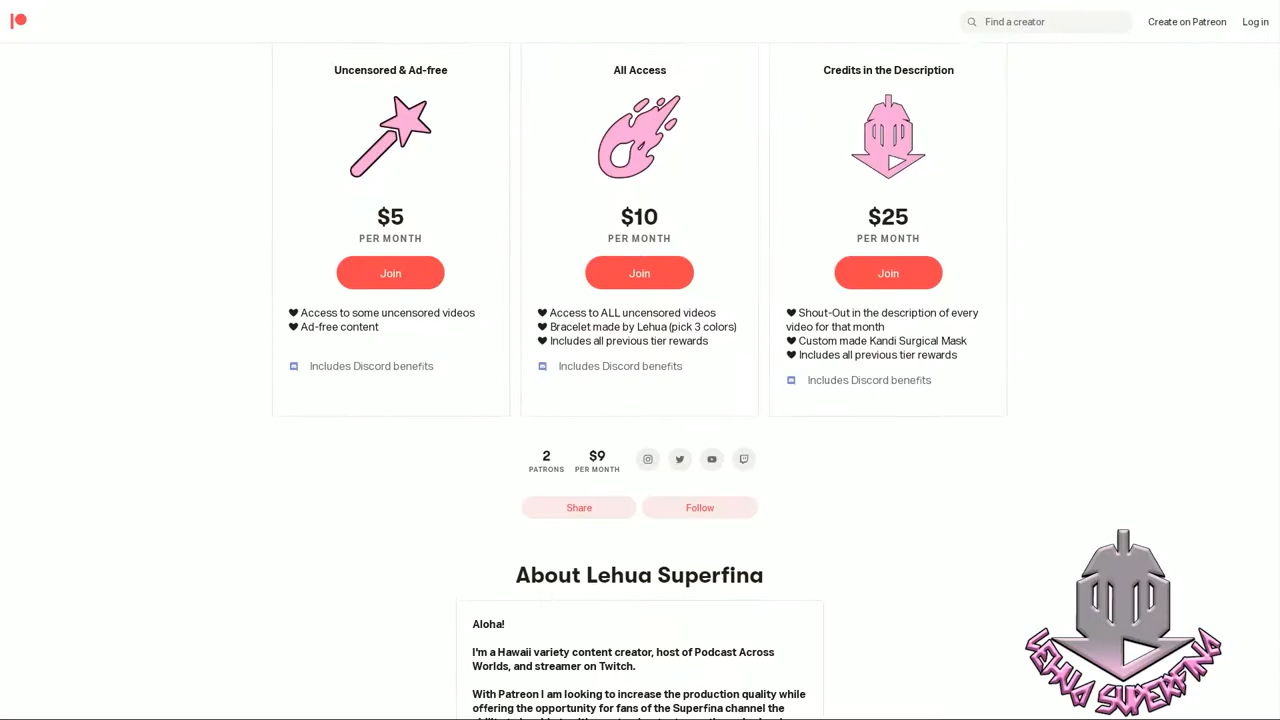 Find a creator
Create on Patreon
Log in
Uncensored & Ad-free
$5
PER MONTH
Join
♥ Access to some uncensored videos
♥ Ad-free content
Includes Discord benefits
All Access
$10
PER MONTH
Join
♥ Access to ALL uncensored videos
♥ Bracelet made by Lehua (pick 3 colors)
♥ Includes all previous tier rewards
Includes Discord benefits
Credits in the Description
$25
PER MONTH
Join
♥ Shout-Out in the description of every
video for that month
♥ Custom made Kandi Surgical Mask
♥ Includes all previous tier rewards
Includes Discord benefits
2
PATRONS
$9
PER MONTH
Share
Follow
About Lehua Superfina
Aloha!
I'm a Hawaii variety content creator, host of Podcast Across
Worlds, and streamer on Twitch.
With Patreon I am looking to increase the production quality while
offering the opportunity for fans of the Superfina channel the
LEHUA SUPERFINA